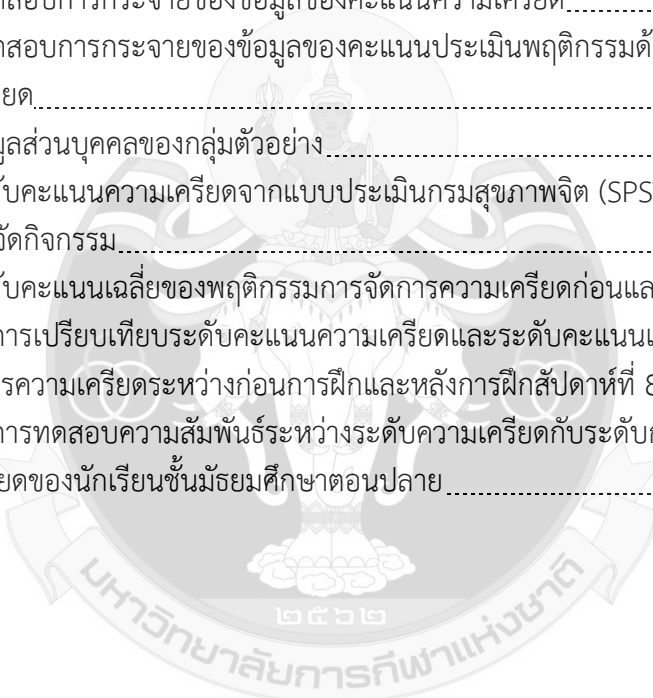 ดสอบการกระจายของข้อมูลของคะแนนความเครียด
ดสอบการกระจายของข้อมูลของคะแนนประเมินพฤติกรรมด้
ยด
มูลส่วนบุคคลของกลุ่มตัวอย่าง
ับคะแนนความเครียดจากแบบประเมินกรมสุขภาพจิต (SPS
จัดกิจกรรม
ับคะแนนเฉลี่ยของพฤติกรรมการจัดการความเครียดก่อนและ
การเปรียบเทียบระดับคะแนนความเครียดและระดับคะแนนเ
รความเครียดระหว่างก่อนการฝึกและหลังการฝึกสัปดาห์ที่ 8
การทดสอบความสัมพันธ์ระหว่างระดับความเครียดกับระดับก
ยดของนักเรียนชั้นมัธยมศึกษาตอนปลาย
๒๕๖๒
มหาวิทยาลัยการกีฬาแห่งชาติ